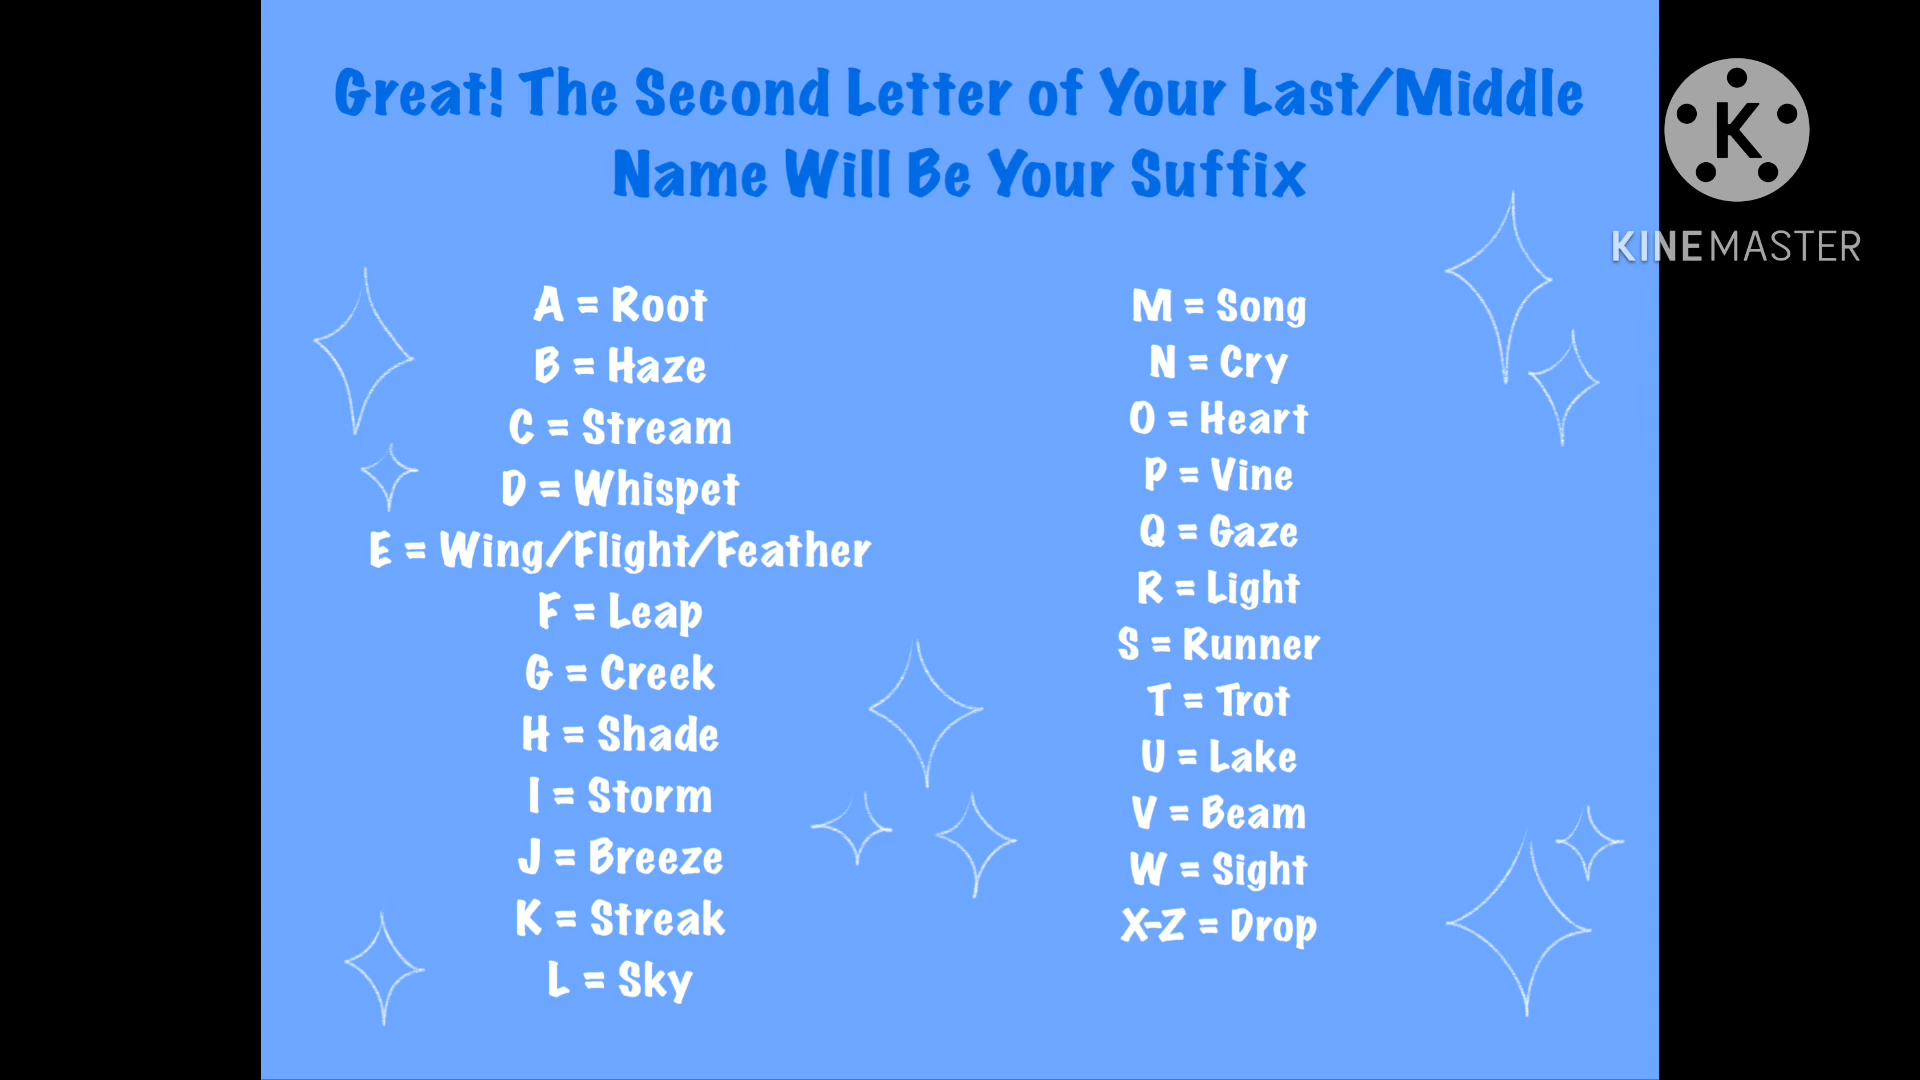 Great! The Second Letter of Your Last/Middle
Name Will Be Your Suffix
A = Root
B = Haze
C = Stream
D = Whispet
E = Wing/Flight/Feather
F = Leap
G = Creek
H = Shade
I = Storm
J = Breeze
K = Streak
L = Sky
M = Song
N = Cry
O = Heart
P = Vine
Q = Gaze
R = Light
S = Runner
T = Trot
U = Lake
V = Beam
W = Sight
X-Z = Drop
K
KINEMASTER